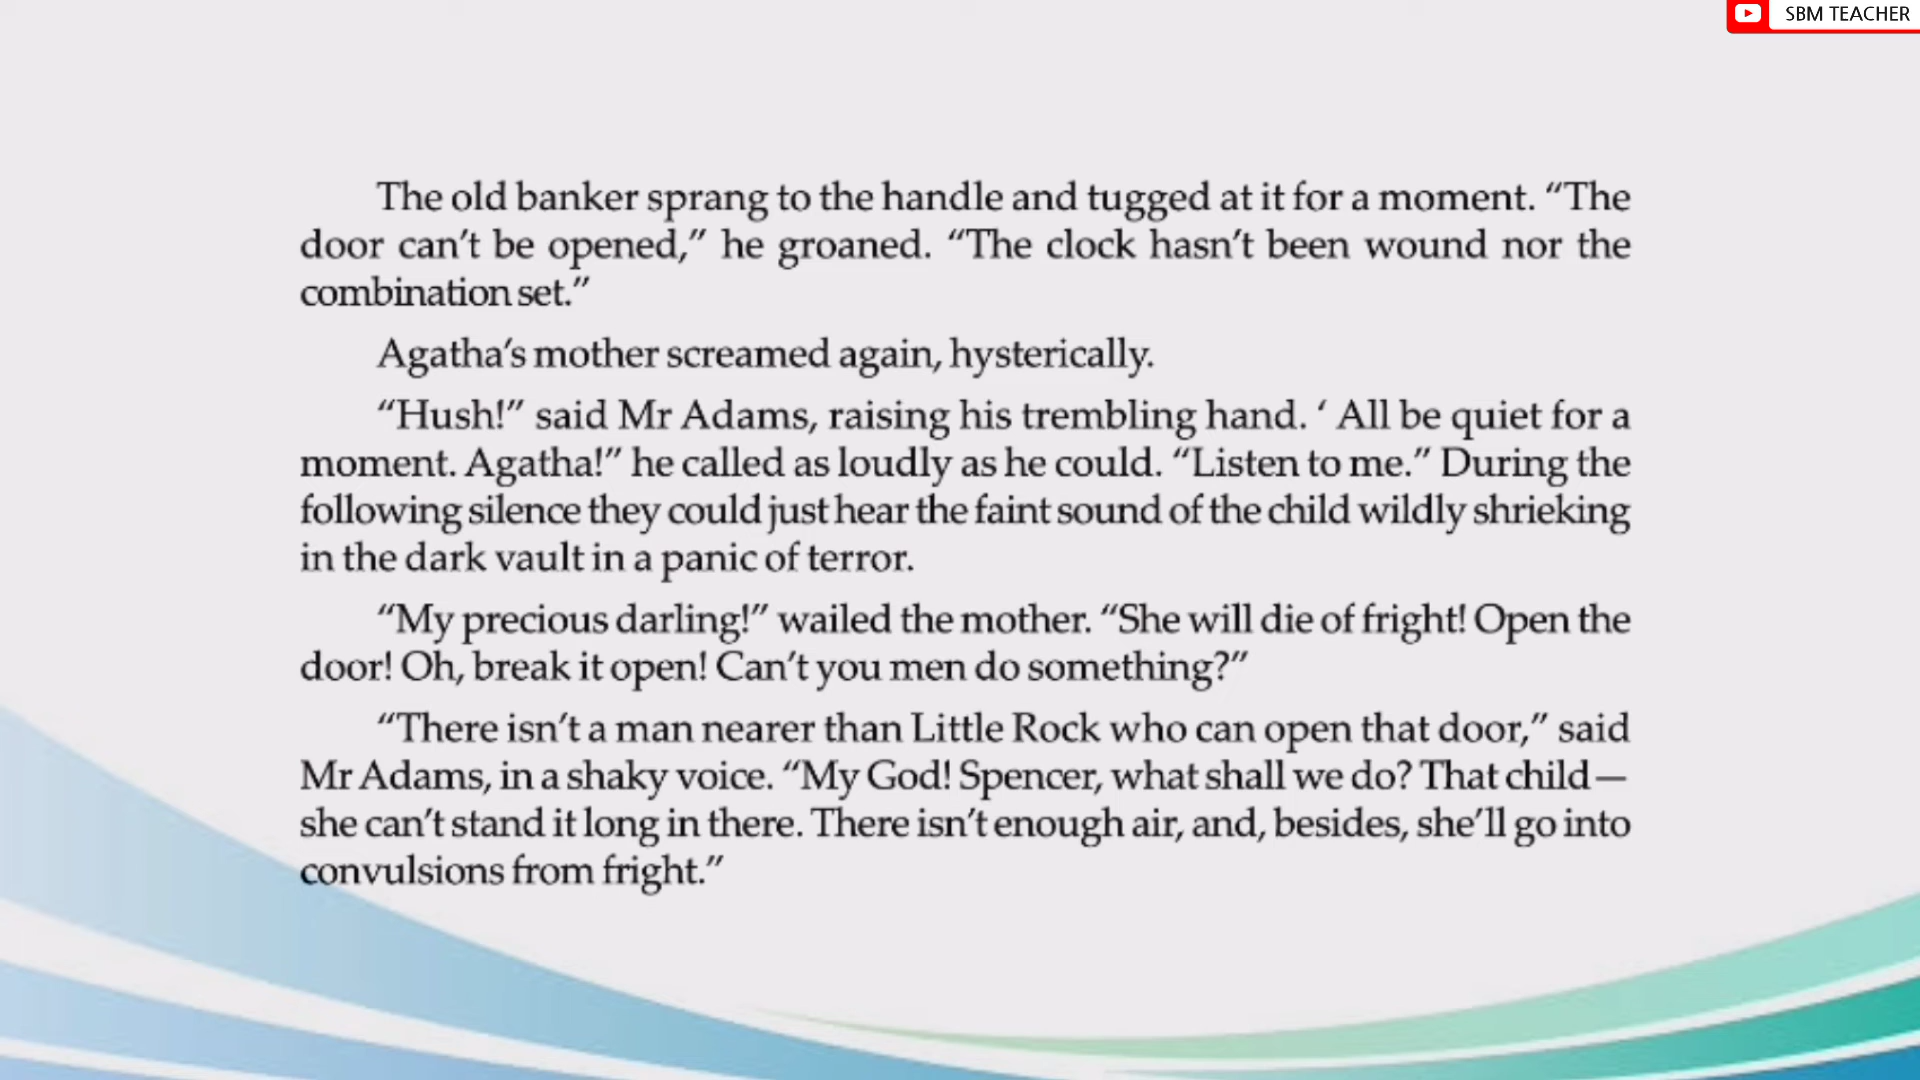 SBM TEACHER
The old banker sprang to the handle and tugged at it for a moment. “The
door can’t be opened,” he groaned. “The clock hasn’t been wound nor the
combination set.”
Agatha’s mother screamed again, hysterically.
“Hush!” said Mr Adams, raising his trembling hand. ‘ All be quiet for a
moment. Agatha!” he called as loudly as he could. “Listen to me.” During the
following silence they could just hear the faint sound of the child wildly shrieking
in the dark vault in a panic of terror.
“My precious darling!” wailed the mother. “She will die of fright! Open the
door! Oh, break it open! Can’t you men do something?”
“There isn’t a man nearer than Little Rock who can open that door,” said
Mr Adams, in a shaky voice. “My God! Spencer, what shall we do? That child—
she can’t stand it long in there. There isn’t enough air, and, besides, she’ll go into
convulsions from fright.”